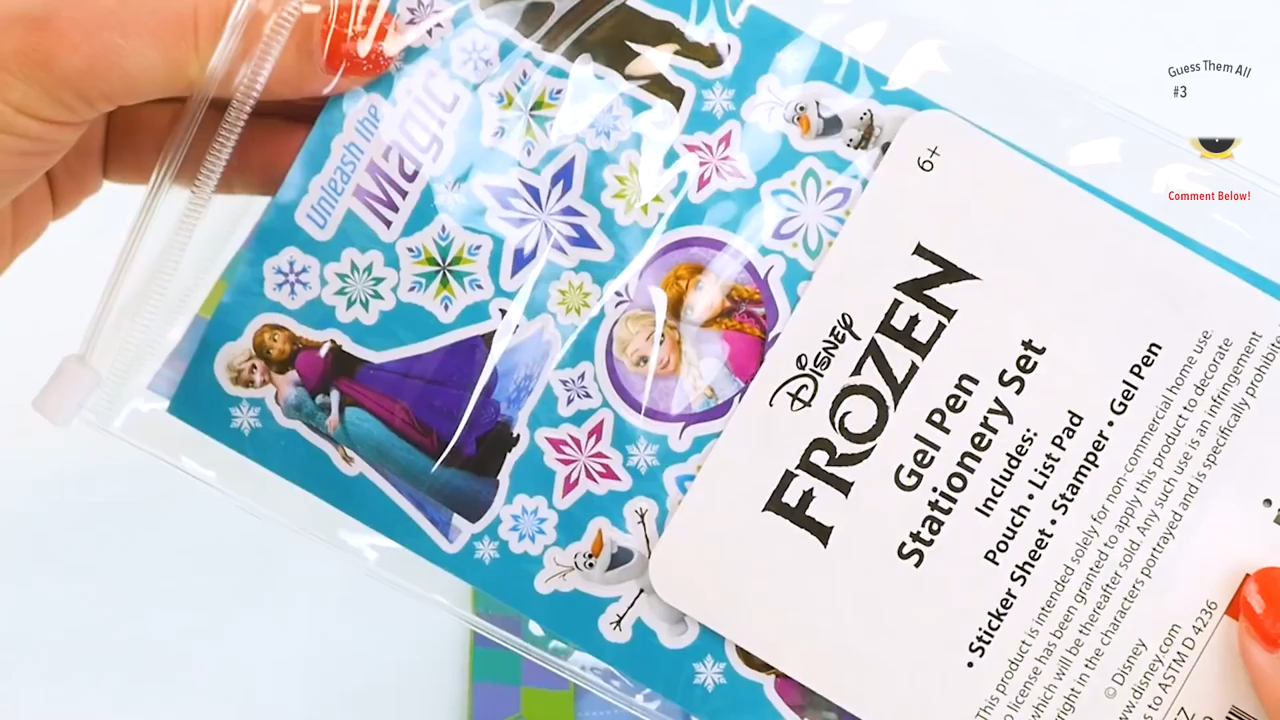 Guess Them All
#3
Comment Below!
Unleash the
Magic
6+
Disney
FROZEN
Gel Pen
Stationery Set
Includes:
Pouch • List Pad
• Sticker Sheet • Stamper • Gel Pen
This product is intended solely for non-commercial home use.
o license has been granted to apply this product to decorate
which will be thereafter sold. Any such use is an infringement
right in the characters portrayed and is specifically prohibite
© Disney
www.disney.com
to ASTM D 4236